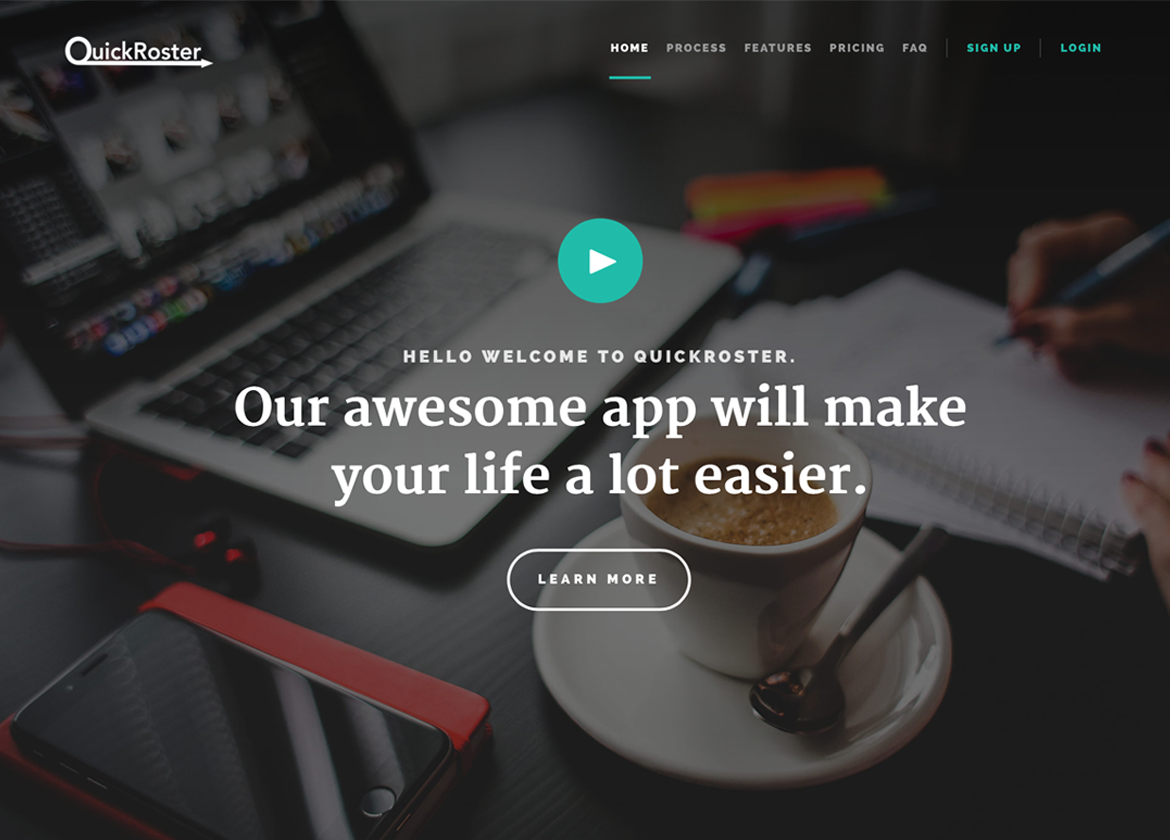 QuickRoster
HOME PROCESS FEATURES PRICING FAQ SIGN UP LOGIN
HELLO WELCOME TO QUICKROSTER.
Our awesome app will make
your life a lot easier.
LEARN MORE